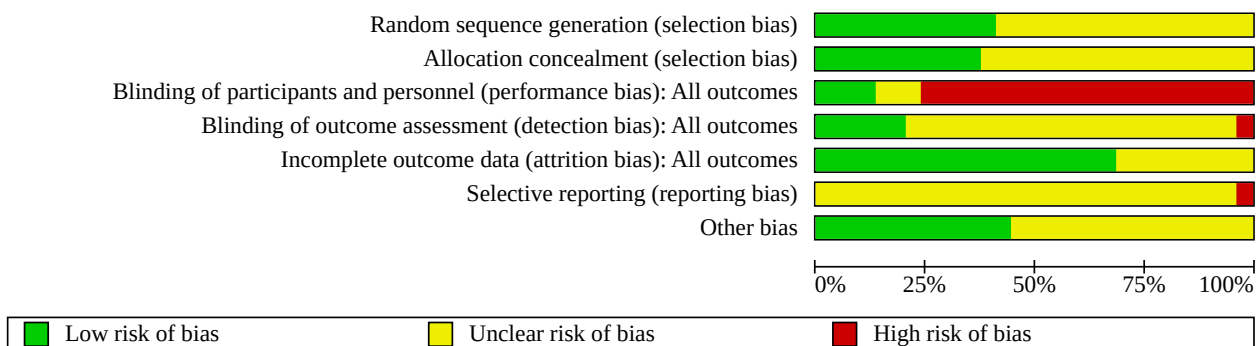 Random sequence generation (selection bias)
Allocation concealment (selection bias)
Blinding of participants and personnel (performance bias): All outcomes
Blinding of outcome assessment (detection bias): All outcomes
Incomplete outcome data (attrition bias): All outcomes
Selective reporting (reporting bias)
Other bias
0% 25% 50% 75% 100%
Low risk of bias Unclear risk of bias High risk of bias